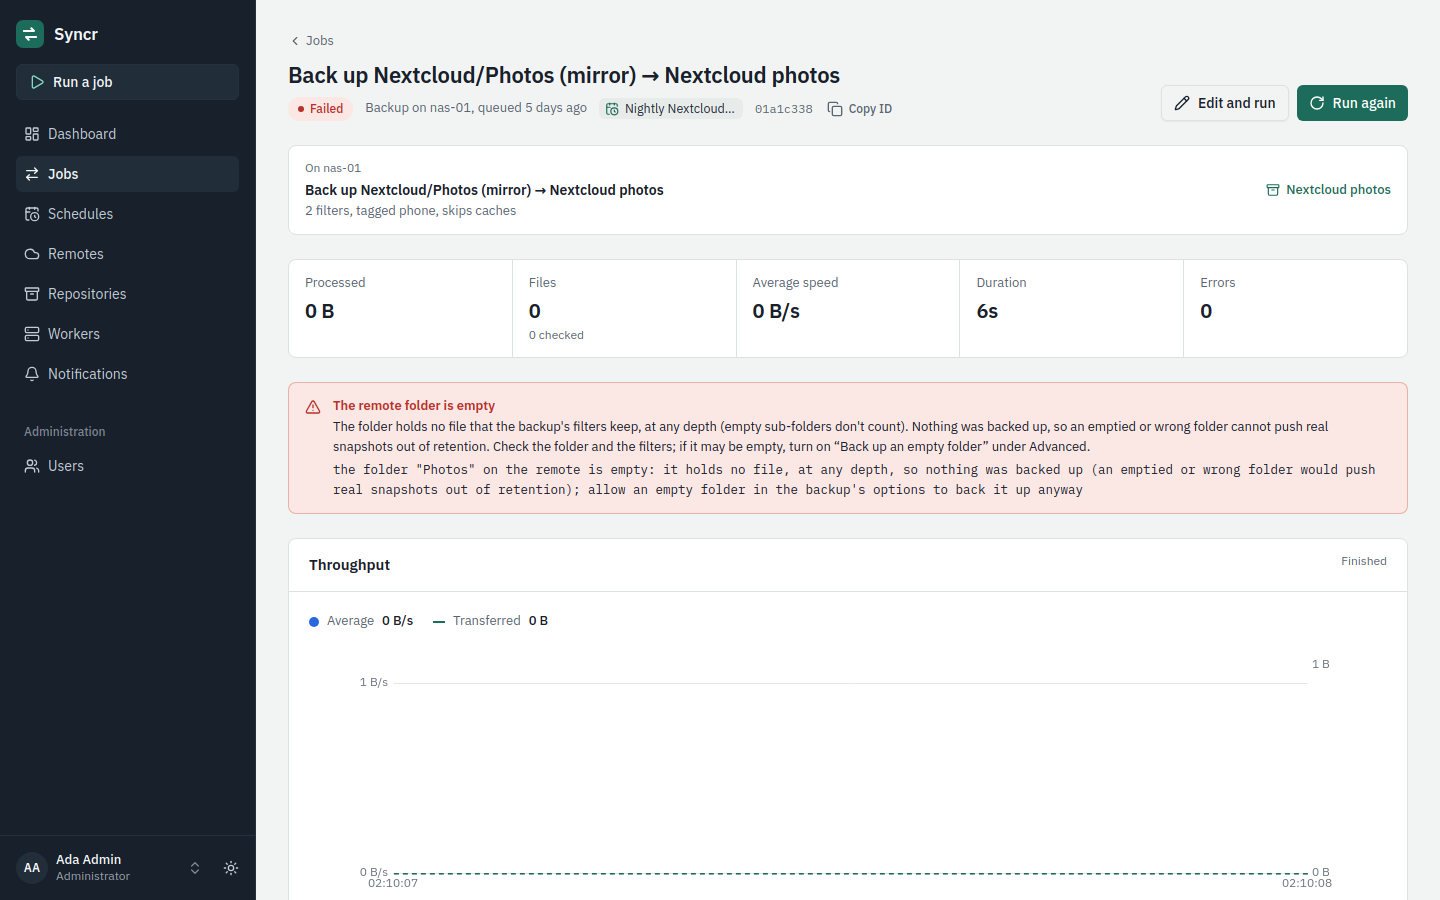 Syncr
Run a job
Dashboard
Jobs
Schedules
Remotes
Repositories
Workers
Notifications
Administration
Users
AA
Ada Admin
Administrator
Jobs
Back up Nextcloud/Photos (mirror) → Nextcloud photos
Failed
Backup on nas-01, queued 5 days ago
Nightly Nextcloud...
01a1c338
Copy ID
Edit and run
Run again
On nas-01
Back up Nextcloud/Photos (mirror) → Nextcloud photos
2 filters, tagged phone, skips caches
Nextcloud photos
Processed
0 B
Files
0
0 checked
Average speed
0 B/s
Duration
6s
Errors
0
The remote folder is empty
The folder holds no file that the backup's filters keep, at any depth (empty sub-folders don't count). Nothing was backed up, so an emptied or wrong folder cannot push real
snapshots out of retention. Check the folder and the filters; if it may be empty, turn on “Back up an empty folder” under Advanced.
the folder "Photos" on the remote is empty: it holds no file, at any depth, so nothing was backed up (an emptied or wrong folder would push
real snapshots out of retention); allow an empty folder in the backup's options to back it up anyway
Throughput
Finished
Average 0 B/s
Transferred 0 B
1 B
1 B/s
0 B/s
0 B
02:10:07
02:10:08